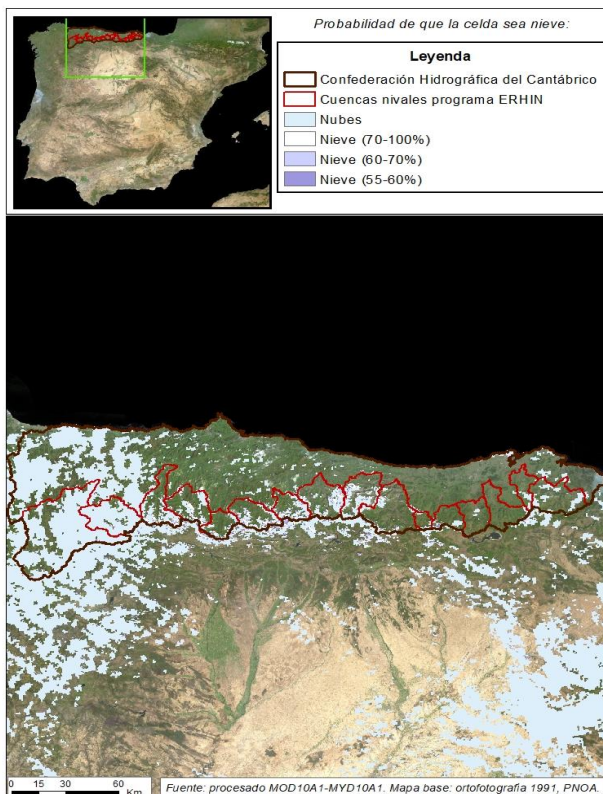 Probabilidad de que la celda sea nieve:
Leyenda
Confederación Hidrográfica del Cantábrico
Cuencas nivales programa ERHIN
Nubes
Nieve (70-100%)
Nieve (60-70%)
Nieve (55-60%)
0 15 30 60
Km
Fuente: procesado MOD10A1-MYD10A1. Mapa base: ortofotografía 1991, PNOA.